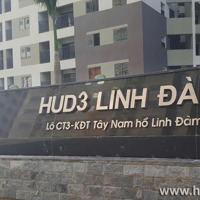 HUD3 LINH ĐÀ
Lô CT3-KĐT Tây Nam hồ Linh Đàm
www.h